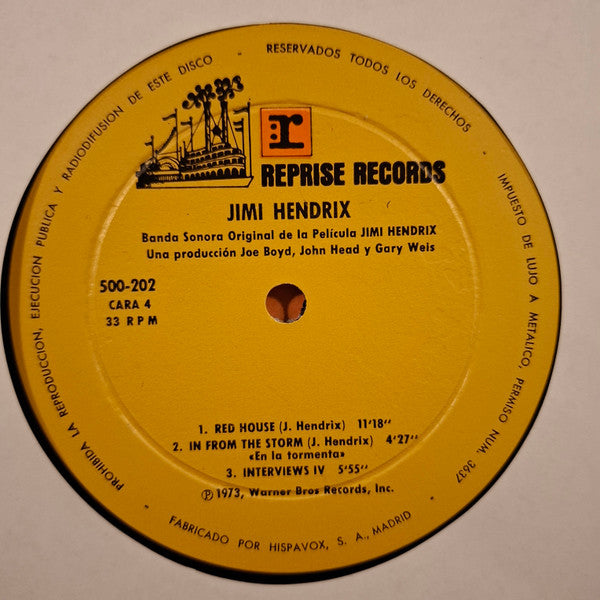 PROHIBIDA LA REPRODUCCION, EJECUCION PUBLICA Y RADIODIFUSION DE ESTE DISCO - RESERVADOS TODOS LOS DERECHOS - IMPUESTO DE LUJO A METALICO, PERMISO NUM. 3637 -
r
REPRISE RECORDS
JIMI HENDRIX
Banda Sonora Original de la Película JIMI HENDRIX
Una producción Joe Boyd, John Head y Gary Weis
500-202
CARA 4
33 RPM
1. RED HOUSE (J. Hendrix) 11'18"
2. IN FROM THE STORM (J. Hendrix) 4'27"
«En la tormenta»
3. INTERVIEWS IV 5'55"
Ⓟ 1973, Warner Bros Records, Inc.
- FABRICADO POR HISPAVOX, S. A., MADRID -